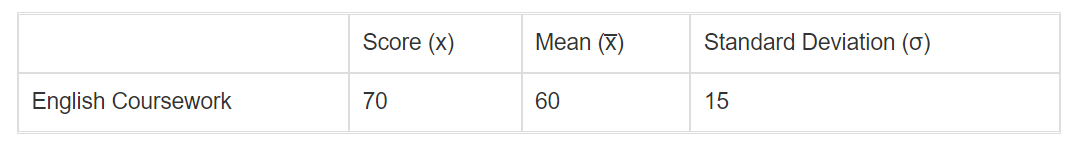 Score (x) Mean (x̅) Standard Deviation (σ)
English Coursework 70 60 15